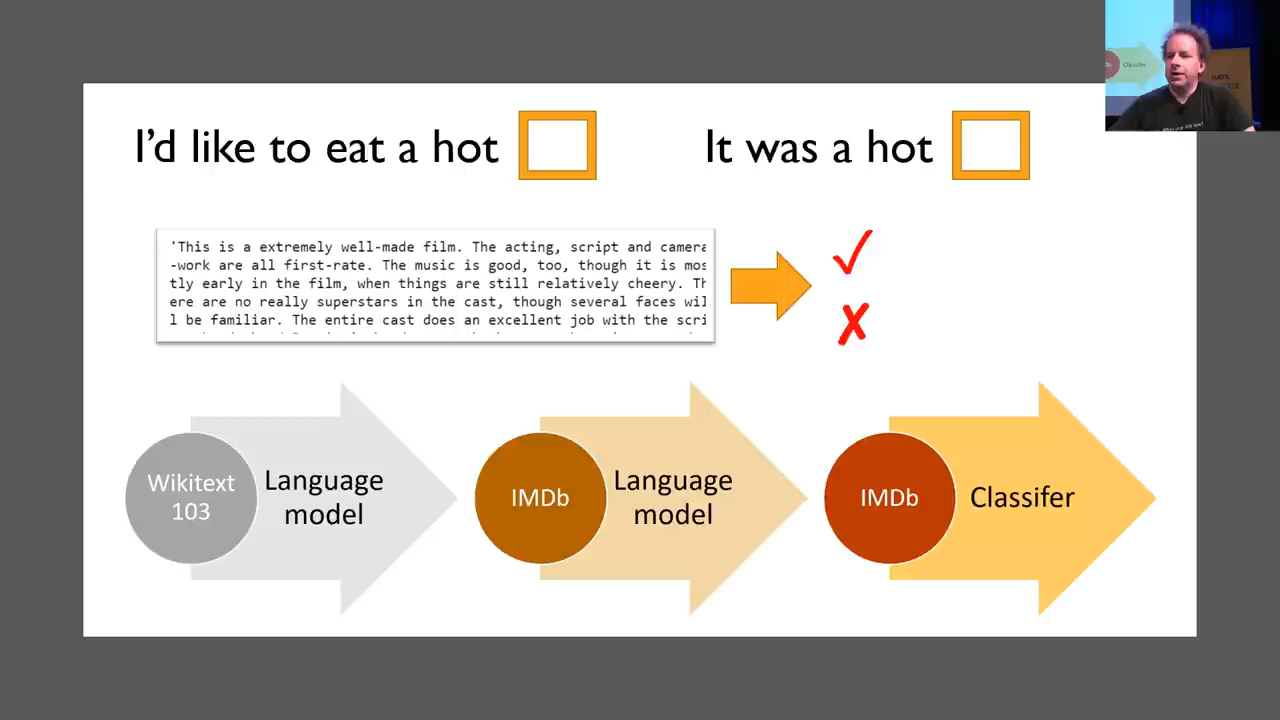 I'd like to eat a hot
It was a hot
'This is a extremely well-made film. The acting, script and camera
-work are all first-rate. The music is good, too, though it is mos
tly early in the film, when things are still relatively cheery. Th
ere are no really superstars in the cast, though several faces wil
l be familiar. The entire cast does an excellent job with the scri
Wikitext
103
Language
model
IMDb
Language
model
IMDb
Classifer
Classifer